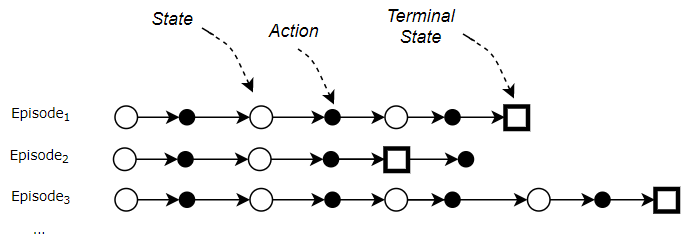 State
Action
Terminal
State
Episode₁
Episode₂
Episode₃
...